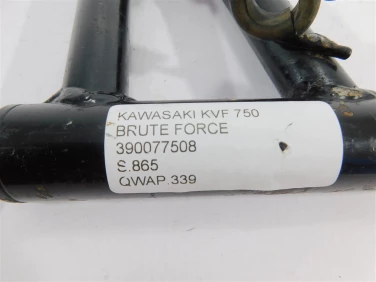 KAWASAKI KVF 750
BRUTE FORCE
390077508
S.865
QWAP.339